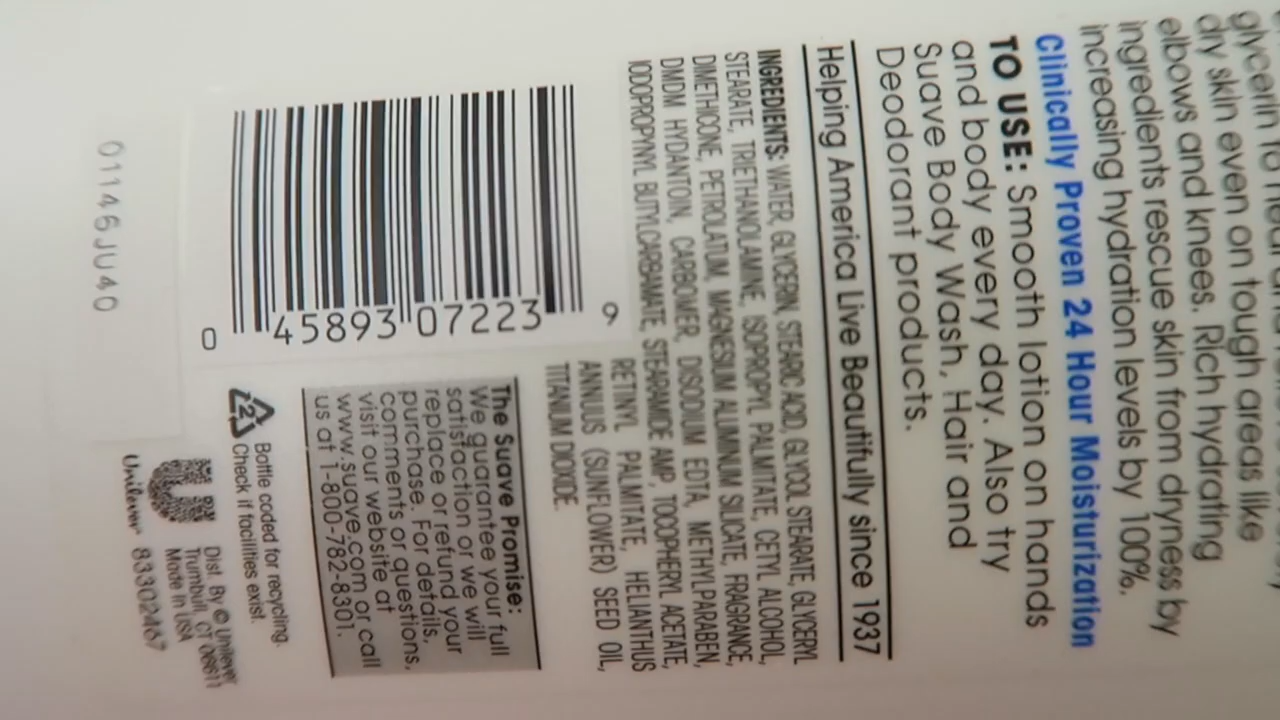 glycerin to
dry skin even on tough areas like
elbows and knees. Rich hydrating
ingredients rescue skin from dryness by
increasing hydration levels by 100%.
Clinically Proven 24 Hour Moisturization
TO USE: Smooth lotion on hands
and body every day. Also try
Suave Body Wash, Hair and
Deodorant products.
Helping America Live Beautifully since 1937
INGREDIENTS: WATER, GLYCERIN, STEARIC ACID, GLYCOL STEARATE, GLYCERYL
STEARATE, TRIETHANOLAMINE, ISOPROPYL PALMITATE, CETYL ALCOHOL,
DIMETHICONE, PETROLATUM, MAGNESIUM ALUMINUM SILICATE, FRAGRANCE,
DMDM HYDANTOIN, CARBOMER, DISODIUM EDTA, METHYLPARABEN,
IODOPROPYNYL BUTYLCARBAMATE, STEARAMIDE AMP, TOCOPHERYL ACETATE,
RETINYL PALMITATE, HELIANTHUS
ANNUUS (SUNFLOWER) SEED OIL,
TITANIUM DIOXIDE.
0 45893 07223 9
The Suave Promise:
We guarantee your full
satisfaction or we will
replace or refund your
purchase. For details,
comments or questions,
visit our website at
www.suave.com or call
us at 1-800-782-8301.
2
Bottle coded for recycling.
Check if facilities exist.
Unilever
Dist. By © Unilever
Trumbull, CT 06611
Made in USA
83302467
01146JU40